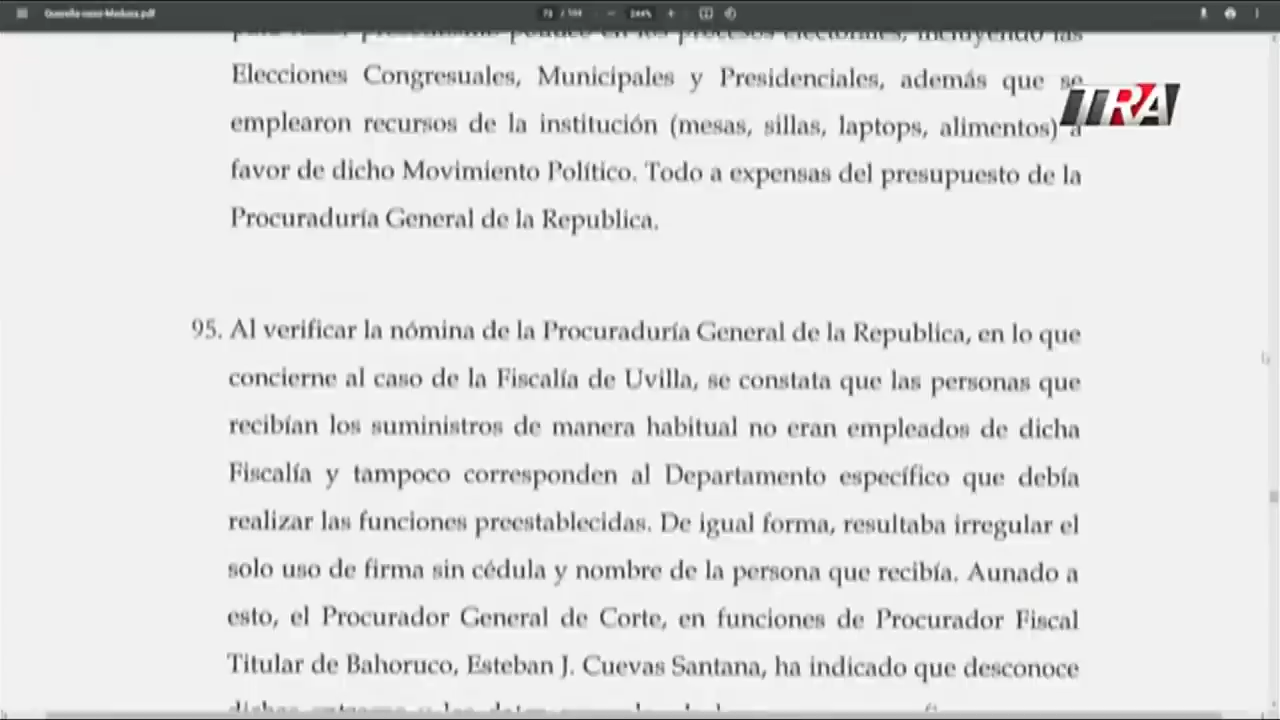 73 / 104
244%
Elecciones Congresuales, Municipales y Presidenciales, además que se
TRA
emplearon recursos de la institución (mesas, sillas, laptops, alimentos) a
favor de dicho Movimiento Político. Todo a expensas del presupuesto de la
Procuraduría General de la Republica.
95. Al verificar la nómina de la Procuraduría General de la Republica, en lo que
concierne al caso de la Fiscalía de Uvilla, se constata que las personas que
recibían los suministros de manera habitual no eran empleados de dicha
Fiscalía y tampoco corresponden al Departamento específico que debía
realizar las funciones preestablecidas. De igual forma, resultaba irregular el
solo uso de firma sin cédula y nombre de la persona que recibía. Aunado a
esto, el Procurador General de Corte, en funciones de Procurador Fiscal
Titular de Bahoruco, Esteban J. Cuevas Santana, ha indicado que desconoce